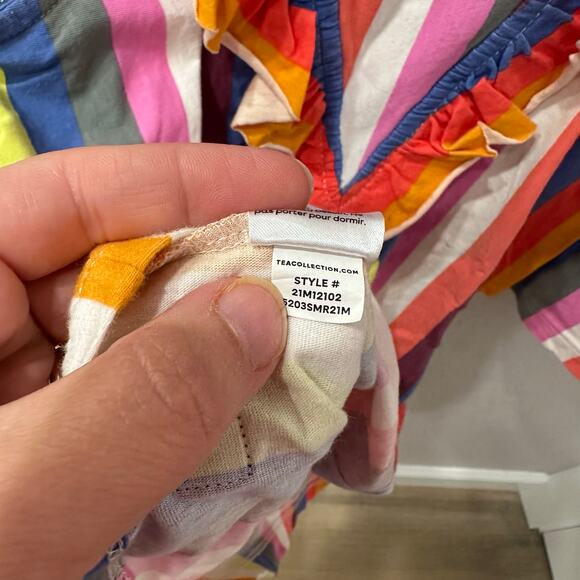 pas porter pour dormir.
TEACOLLECTION.COM
STYLE #
21M12102
5203SMR21M